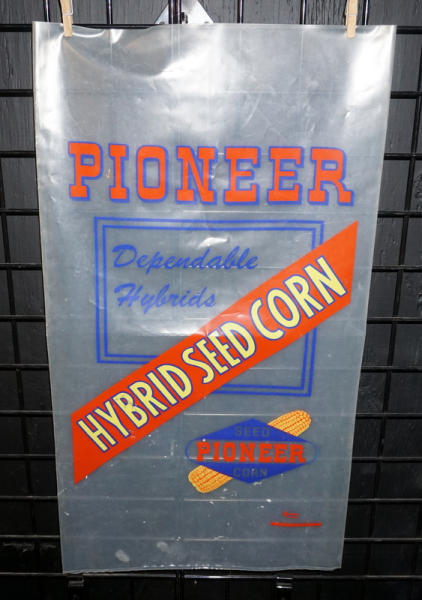 PIONEER
Dependable
Hybrids
HYBRID SEED CORN
SEED
PIONEER
CORN